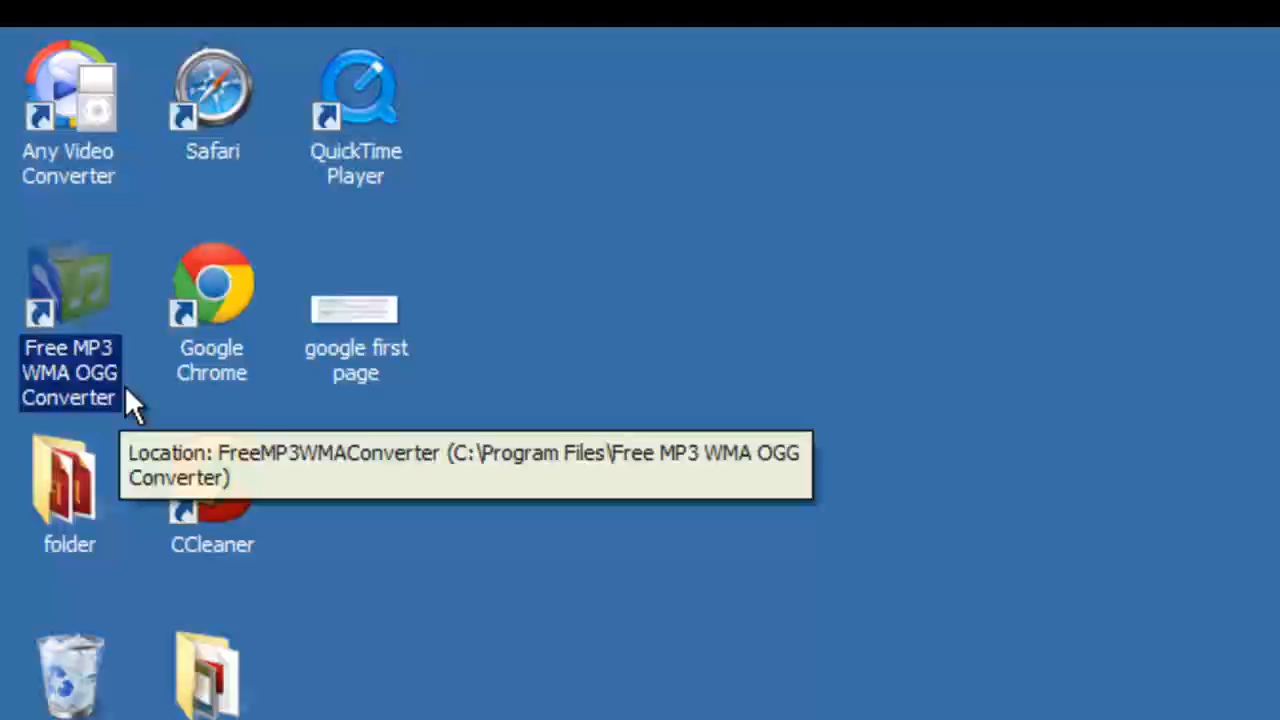 Any Video
Converter
Safari
QuickTime
Player
Free MP3
WMA OGG
Converter
Google
Chrome
google first
page
Location: FreeMP3WMAConverter (C:\Program Files\Free MP3 WMA OGG
Converter)
folder
CCleaner